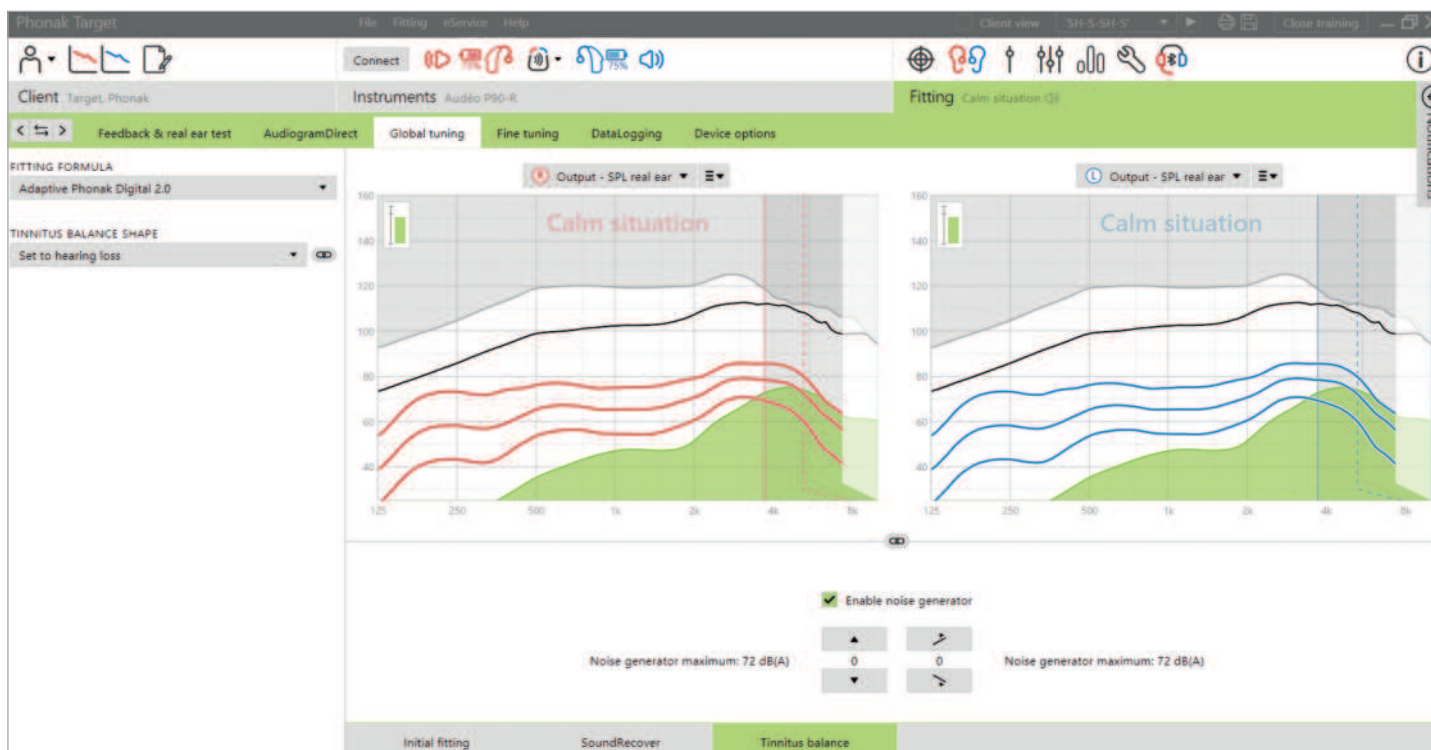 Phonak Target File Fitting eService Help Client view SH-S-SH-S' Close training
Connect 75% 75%
Client Target, Phonak Instruments Audéo P90-R Fitting Calm situation
Feedback & real ear test AudiogramDirect Global tuning Fine tuning DataLogging Device options
FITTING FORMULA
Adaptive Phonak Digital 2.0
TINNITUS BALANCE SHAPE
Set to hearing loss
R Output - SPL real ear
160
Calm situation
140
120
100
80
60
40
125 250 500 1k 2k 4k 8k
L Output - SPL real ear
160
Calm situation
140
120
100
80
60
40
125 250 500 1k 2k 4k 8k
Enable noise generator
Noise generator maximum: 72 dB(A) 0 0 Noise generator maximum: 72 dB(A)
Initial fitting SoundRecover Tinnitus balance